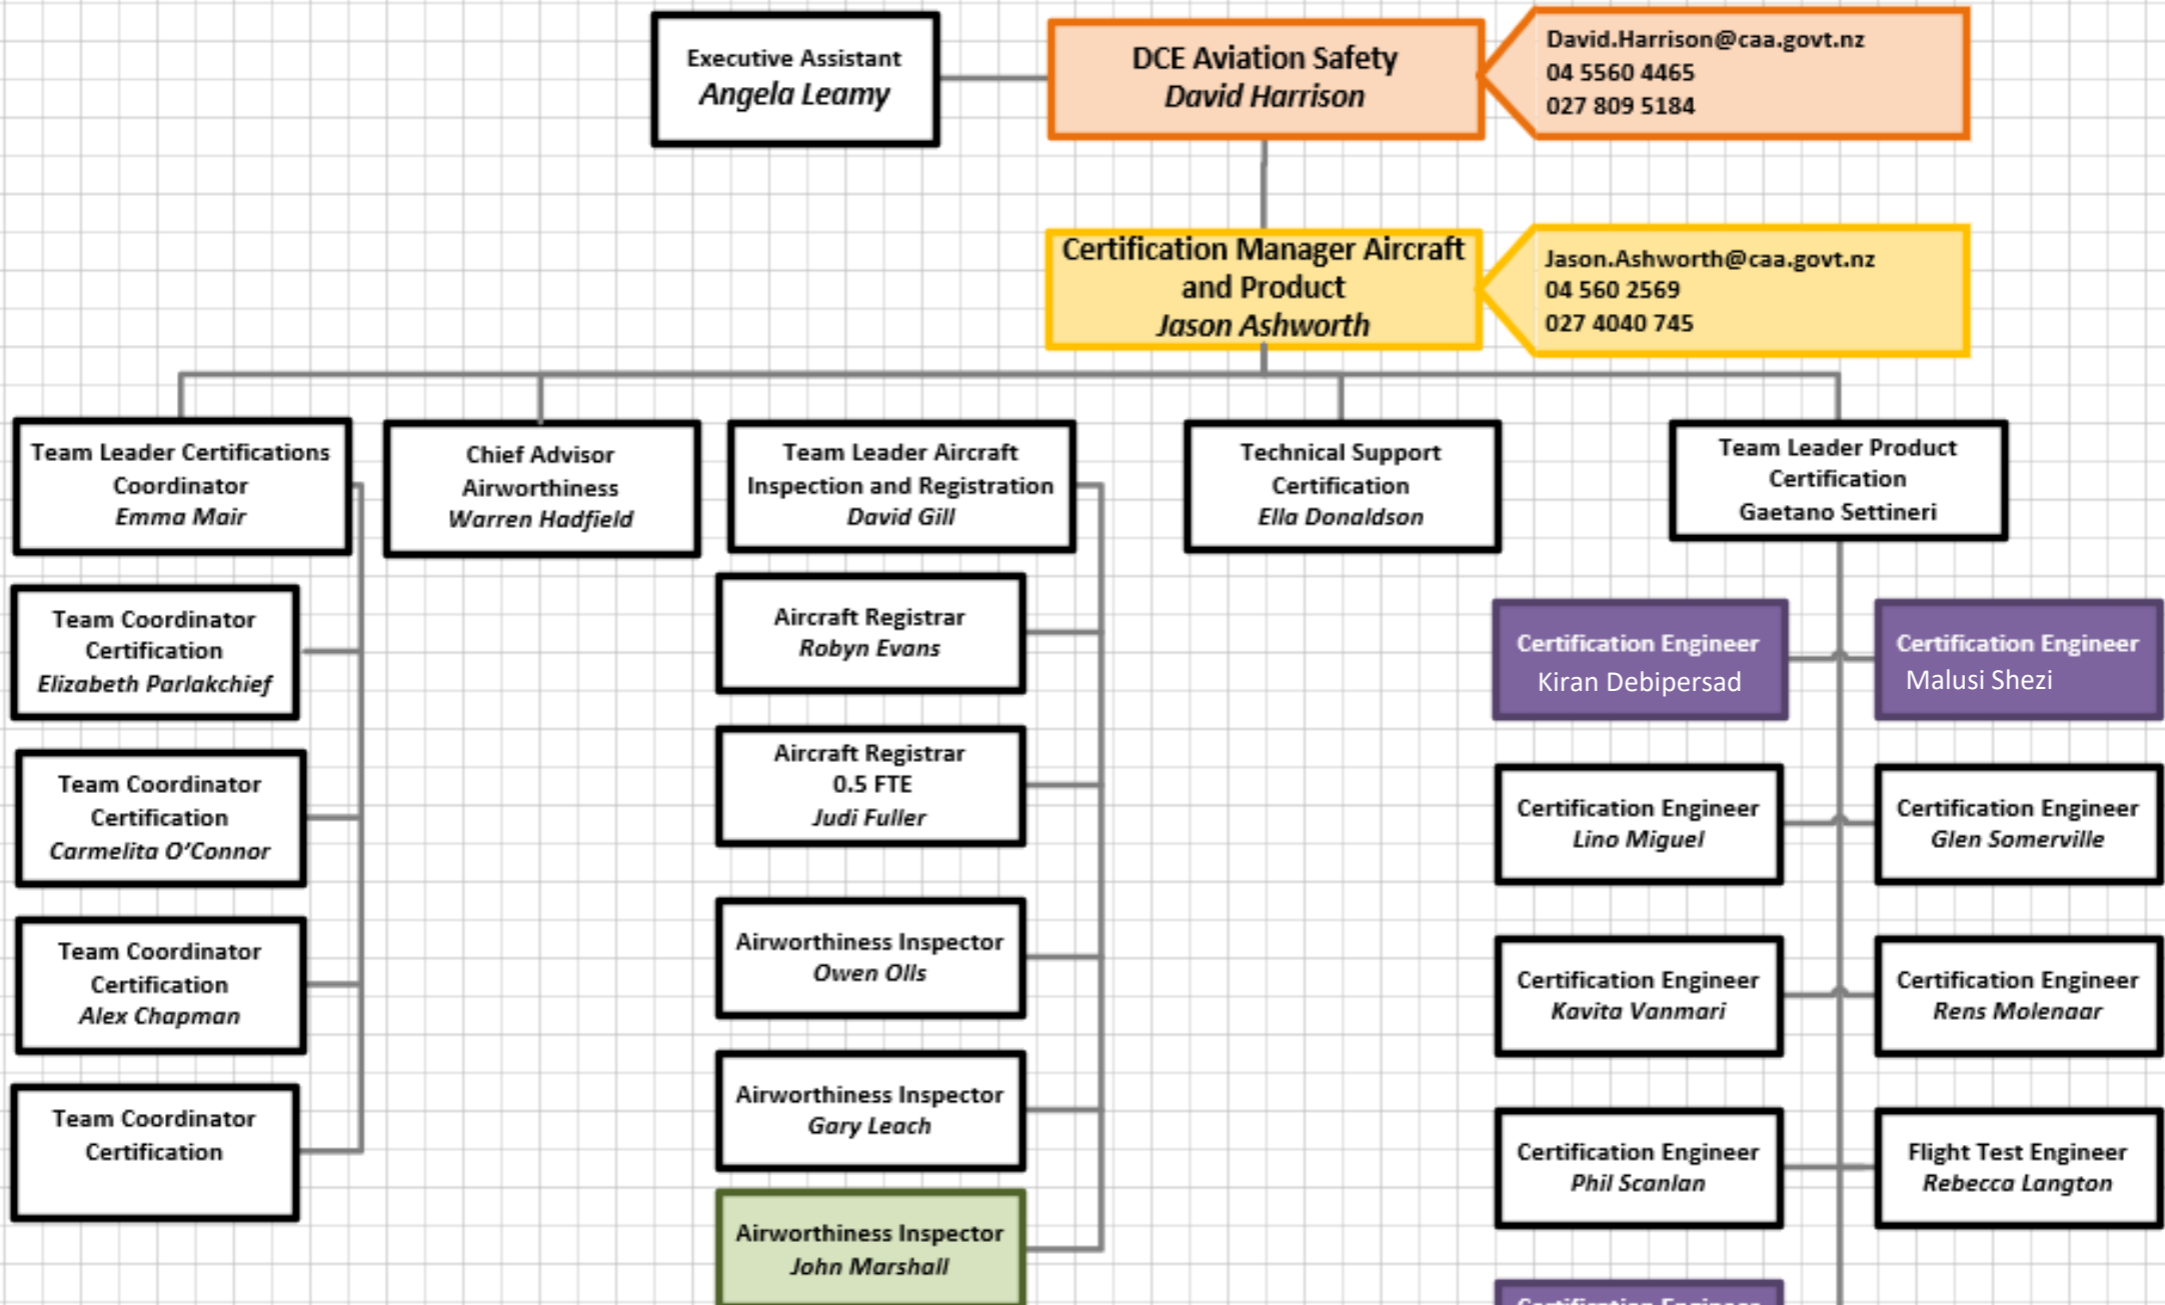 Executive Assistant
Angela Leamy
DCE Aviation Safety
David Harrison
David.Harrison@caa.govt.nz
04 5560 4465
027 809 5184
Certification Manager Aircraft
and Product
Jason Ashworth
Jason.Ashworth@caa.govt.nz
04 560 2569
027 4040 745
Team Leader Certifications
Coordinator
Emma Mair
Chief Advisor
Airworthiness
Warren Hadfield
Team Leader Aircraft
Inspection and Registration
David Gill
Technical Support
Certification
Ella Donaldson
Team Leader Product
Certification
Gaetano Settineri
Team Coordinator
Certification
Elizabeth Parlakchief
Team Coordinator
Certification
Carmelita O’Connor
Team Coordinator
Certification
Alex Chapman
Team Coordinator
Certification
Aircraft Registrar
Robyn Evans
Aircraft Registrar
0.5 FTE
Judi Fuller
Airworthiness Inspector
Owen Olls
Airworthiness Inspector
Gary Leach
Airworthiness Inspector
John Marshall
Certification Engineer
Kiran Debipersad
Certification Engineer
Malusi Shezi
Certification Engineer
Lino Miguel
Certification Engineer
Glen Somerville
Certification Engineer
Kavita Vanmari
Certification Engineer
Rens Molenaar
Certification Engineer
Phil Scanlan
Flight Test Engineer
Rebecca Langton
Certification Engineer